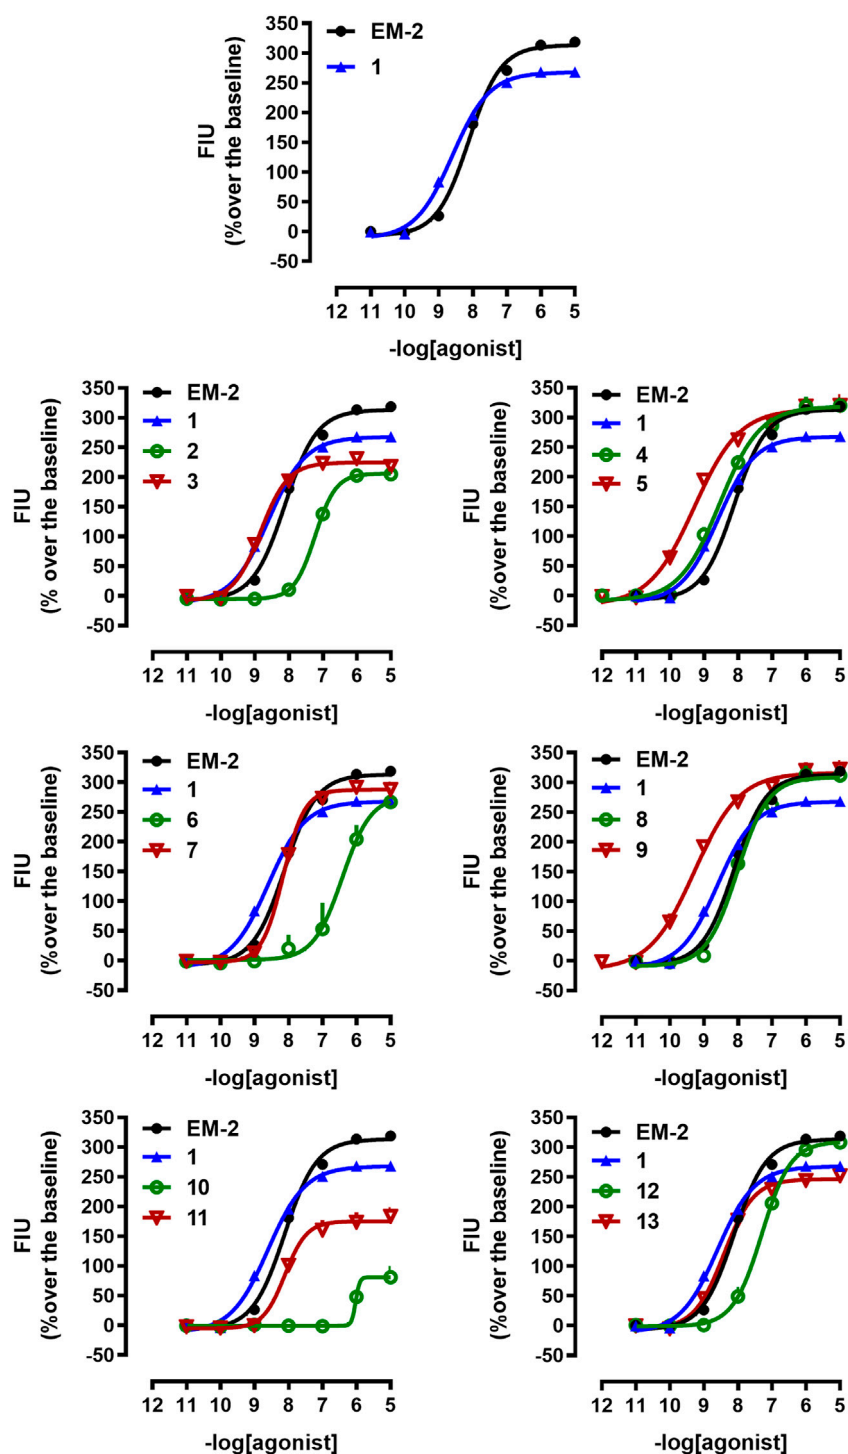 350
300
250
200
150
100
50
0
-50
FIU
(%over the baseline)
EM-2
1
12 11 10 9 8 7 6 5
-log[agonist]
350
300
250
200
150
100
50
0
-50
FIU
(% over the baseline)
EM-2
1
2
3
12 11 10 9 8 7 6 5
-log[agonist]
350
300
250
200
150
100
50
0
-50
FIU
(% over the baseline)
EM-2
1
4
5
12 11 10 9 8 7 6 5
-log[agonist]
350
300
250
200
150
100
50
0
-50
FIU
(%over the baseline)
EM-2
1
6
7
12 11 10 9 8 7 6 5
-log[agonist]
350
300
250
200
150
100
50
0
-50
FIU
(%over the baseline)
EM-2
1
8
9
12 11 10 9 8 7 6 5
-log[agonist]
350
300
250
200
150
100
50
0
-50
FIU
(%over the baseline)
EM-2
1
10
11
12 11 10 9 8 7 6 5
-log[agonist]
350
300
250
200
150
100
50
0
-50
FIU
(%over the baseline)
EM-2
1
12
13
12 11 10 9 8 7 6 5
-log[agonist]